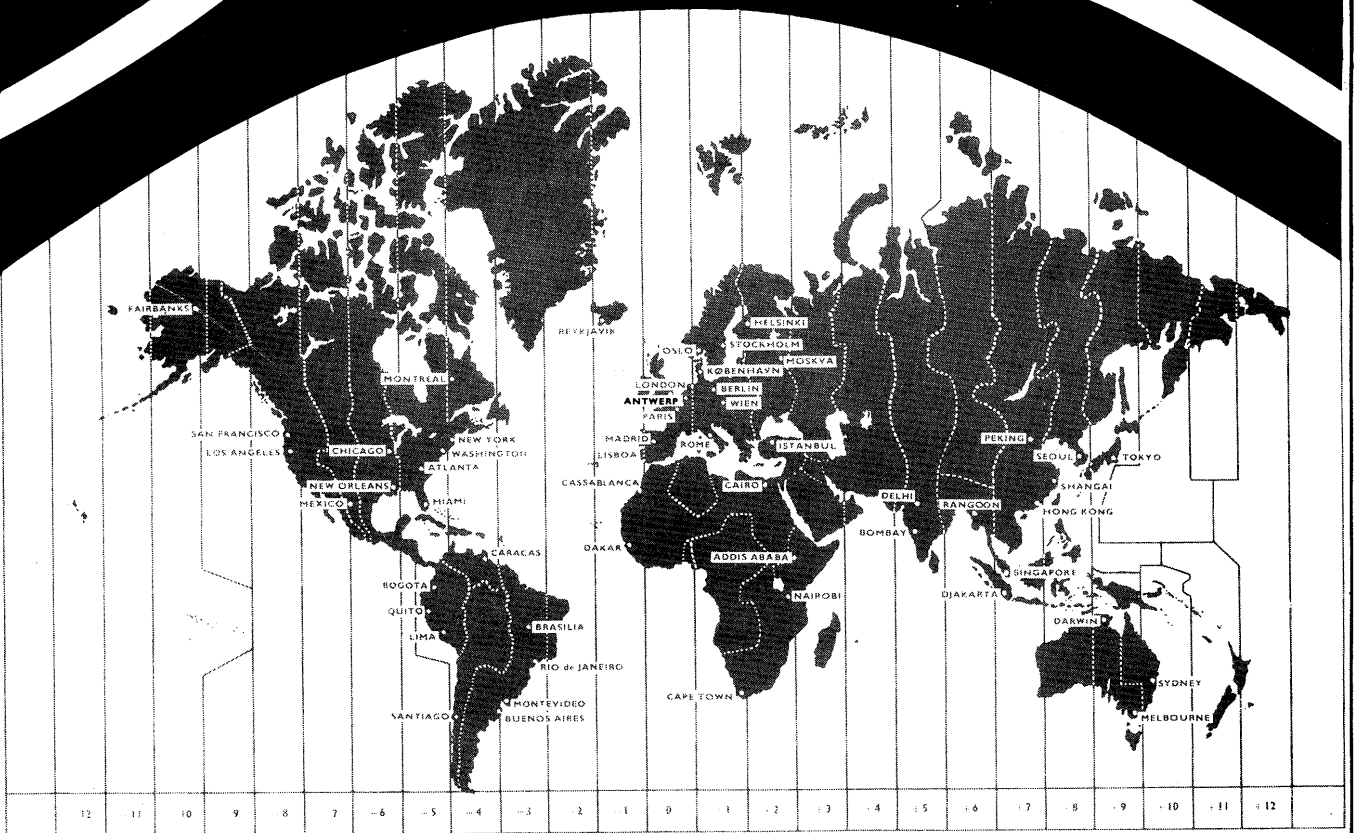 FAIRBANKS
REYKJAVIK
HELSINKI
STOCKHOLM
OSLO
MOSKVA
KØBENHAVN
MONTREAL
LONDON
BERLIN
ANTWERP
WIEN
PARIS
SAN FRANCISCO
NEW YORK
MADRID
ROME
ISTANBUL
PEKING
LOS ANGELES
CHICAGO
WASHINGTON
LISBOA
SEOUL
TOKYO
ATLANTA
NEW ORLEANS
CASSABLANCA
CAIRO
SHANGAI
MEXICO
MIAMI
DELHI
RANGOON
HONG KONG
BOMBAY
CARACAS
DAKAR
ADDIS ABABA
SINGAPORE
BOGOTA
DJAKARTA
NAIROBI
QUITO
DARWIN
LIMA
BRASILIA
RIO de JANEIRO
SYDNEY
CAPE TOWN
MONTEVIDEO
SANTIAGO
BUENOS AIRES
MELBOURNE
12 -11 10 9 -8 7 -6 -5 -4 -3 -2 -1 0 +1 +2 +3 +4 +5 +6 +7 +8 +9 +10 +11 +12